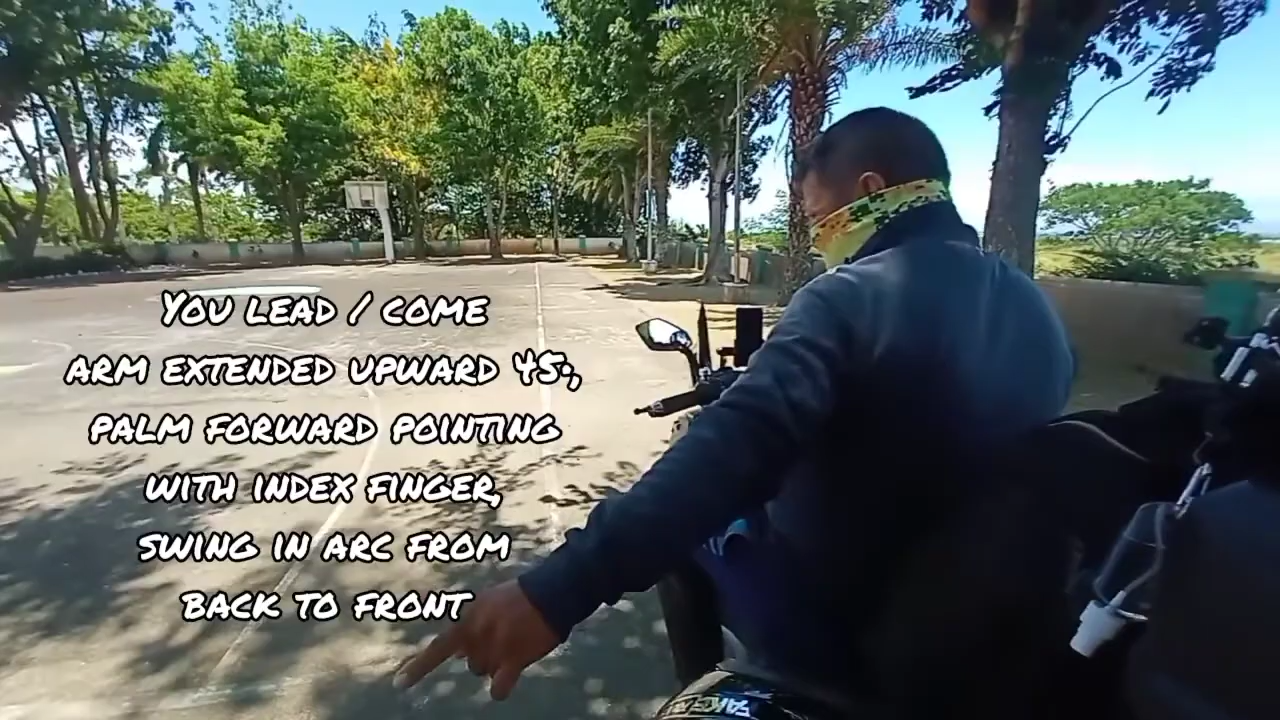 You lead / come
arm extended upward 45°,
palm forward pointing
with index finger,
swing in arc from
back to front